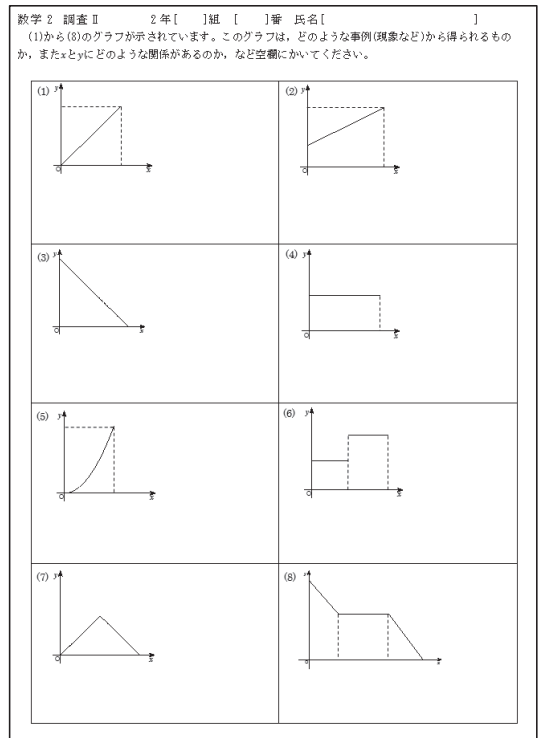 数学2 調査Ⅱ 2年[ ]組 [ ]番 氏名[ ]
(1)から(8)のグラフが示されています。このグラフは，どのような事例(現象など)から得られるもの
か，またxとyにどのような関係があるのか，など空欄にかいてください。
(1) y
O x
(2) y
O x
(3) y
O x
(4) y
O x
(5) y
O x
(6) y
O x
(7) y
O x
(8)